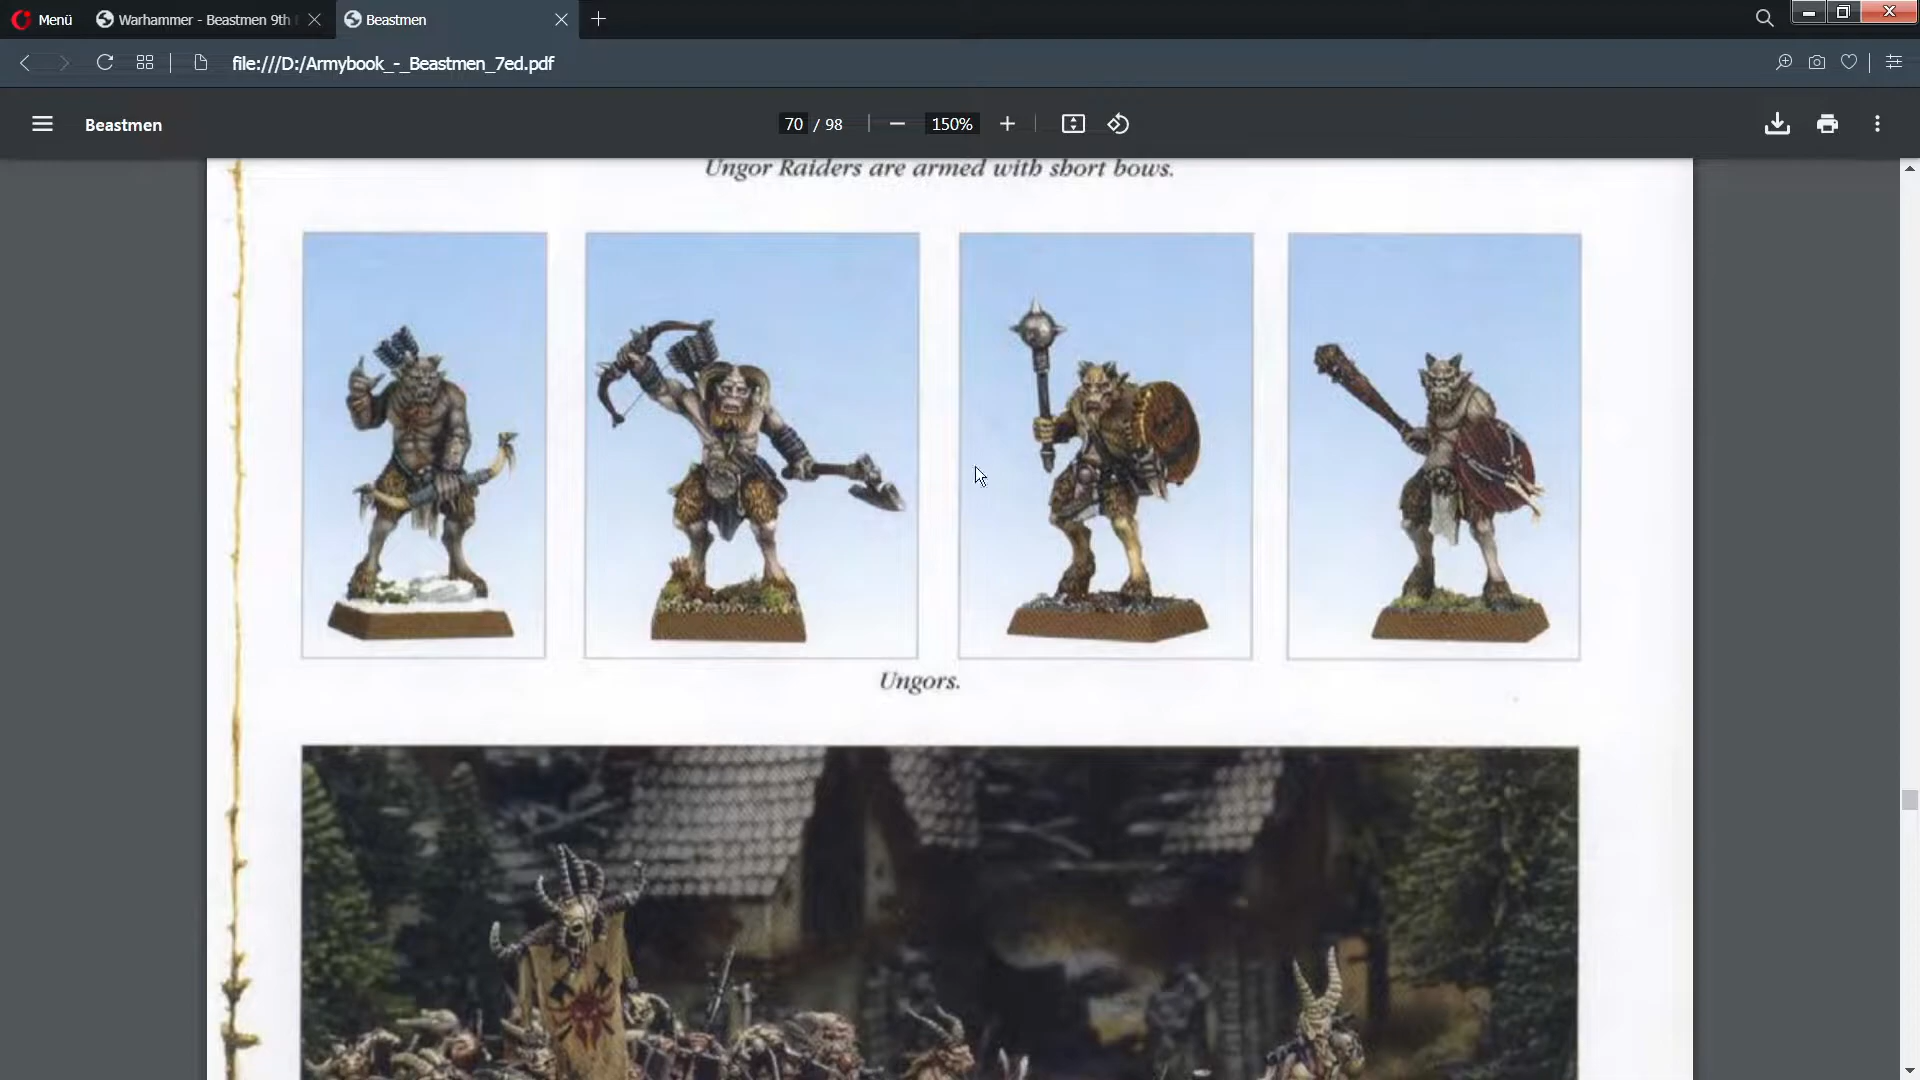 Menü
Warhammer - Beastmen 9th
Beastmen
file:///D:/Armybook_-_Beastmen_7ed.pdf
Beastmen
70 / 98
150%
Ungor Raiders are armed with short bows.
Ungors.